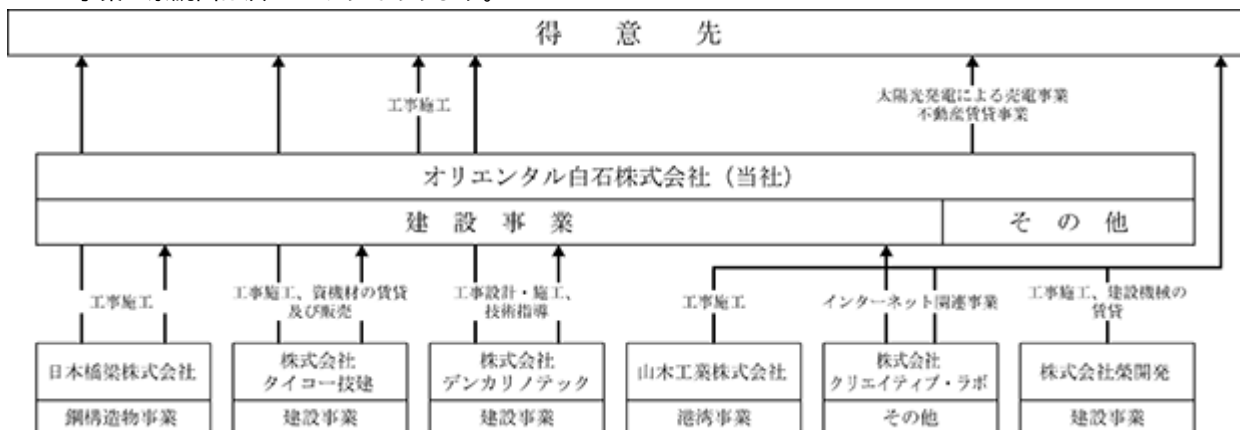 得意先
工事施工
太陽光発電による売電事業
不動産賃貸事業
オリエンタル白石株式会社（当社）
建設事業
その他
工事施工
工事施工、資機材の賃貸
及び販売
工事設計・施工、
技術指導
工事施工
インターネット関連事業
工事施工、建設機械の
賃貸
日本橋梁株式会社
鋼構造物事業
株式会社
タイコー技建
建設事業
株式会社
デンカリノテック
建設事業
山木工業株式会社
港湾事業
株式会社
クリエイティブ・ラボ
その他
株式会社榮開発
建設事業